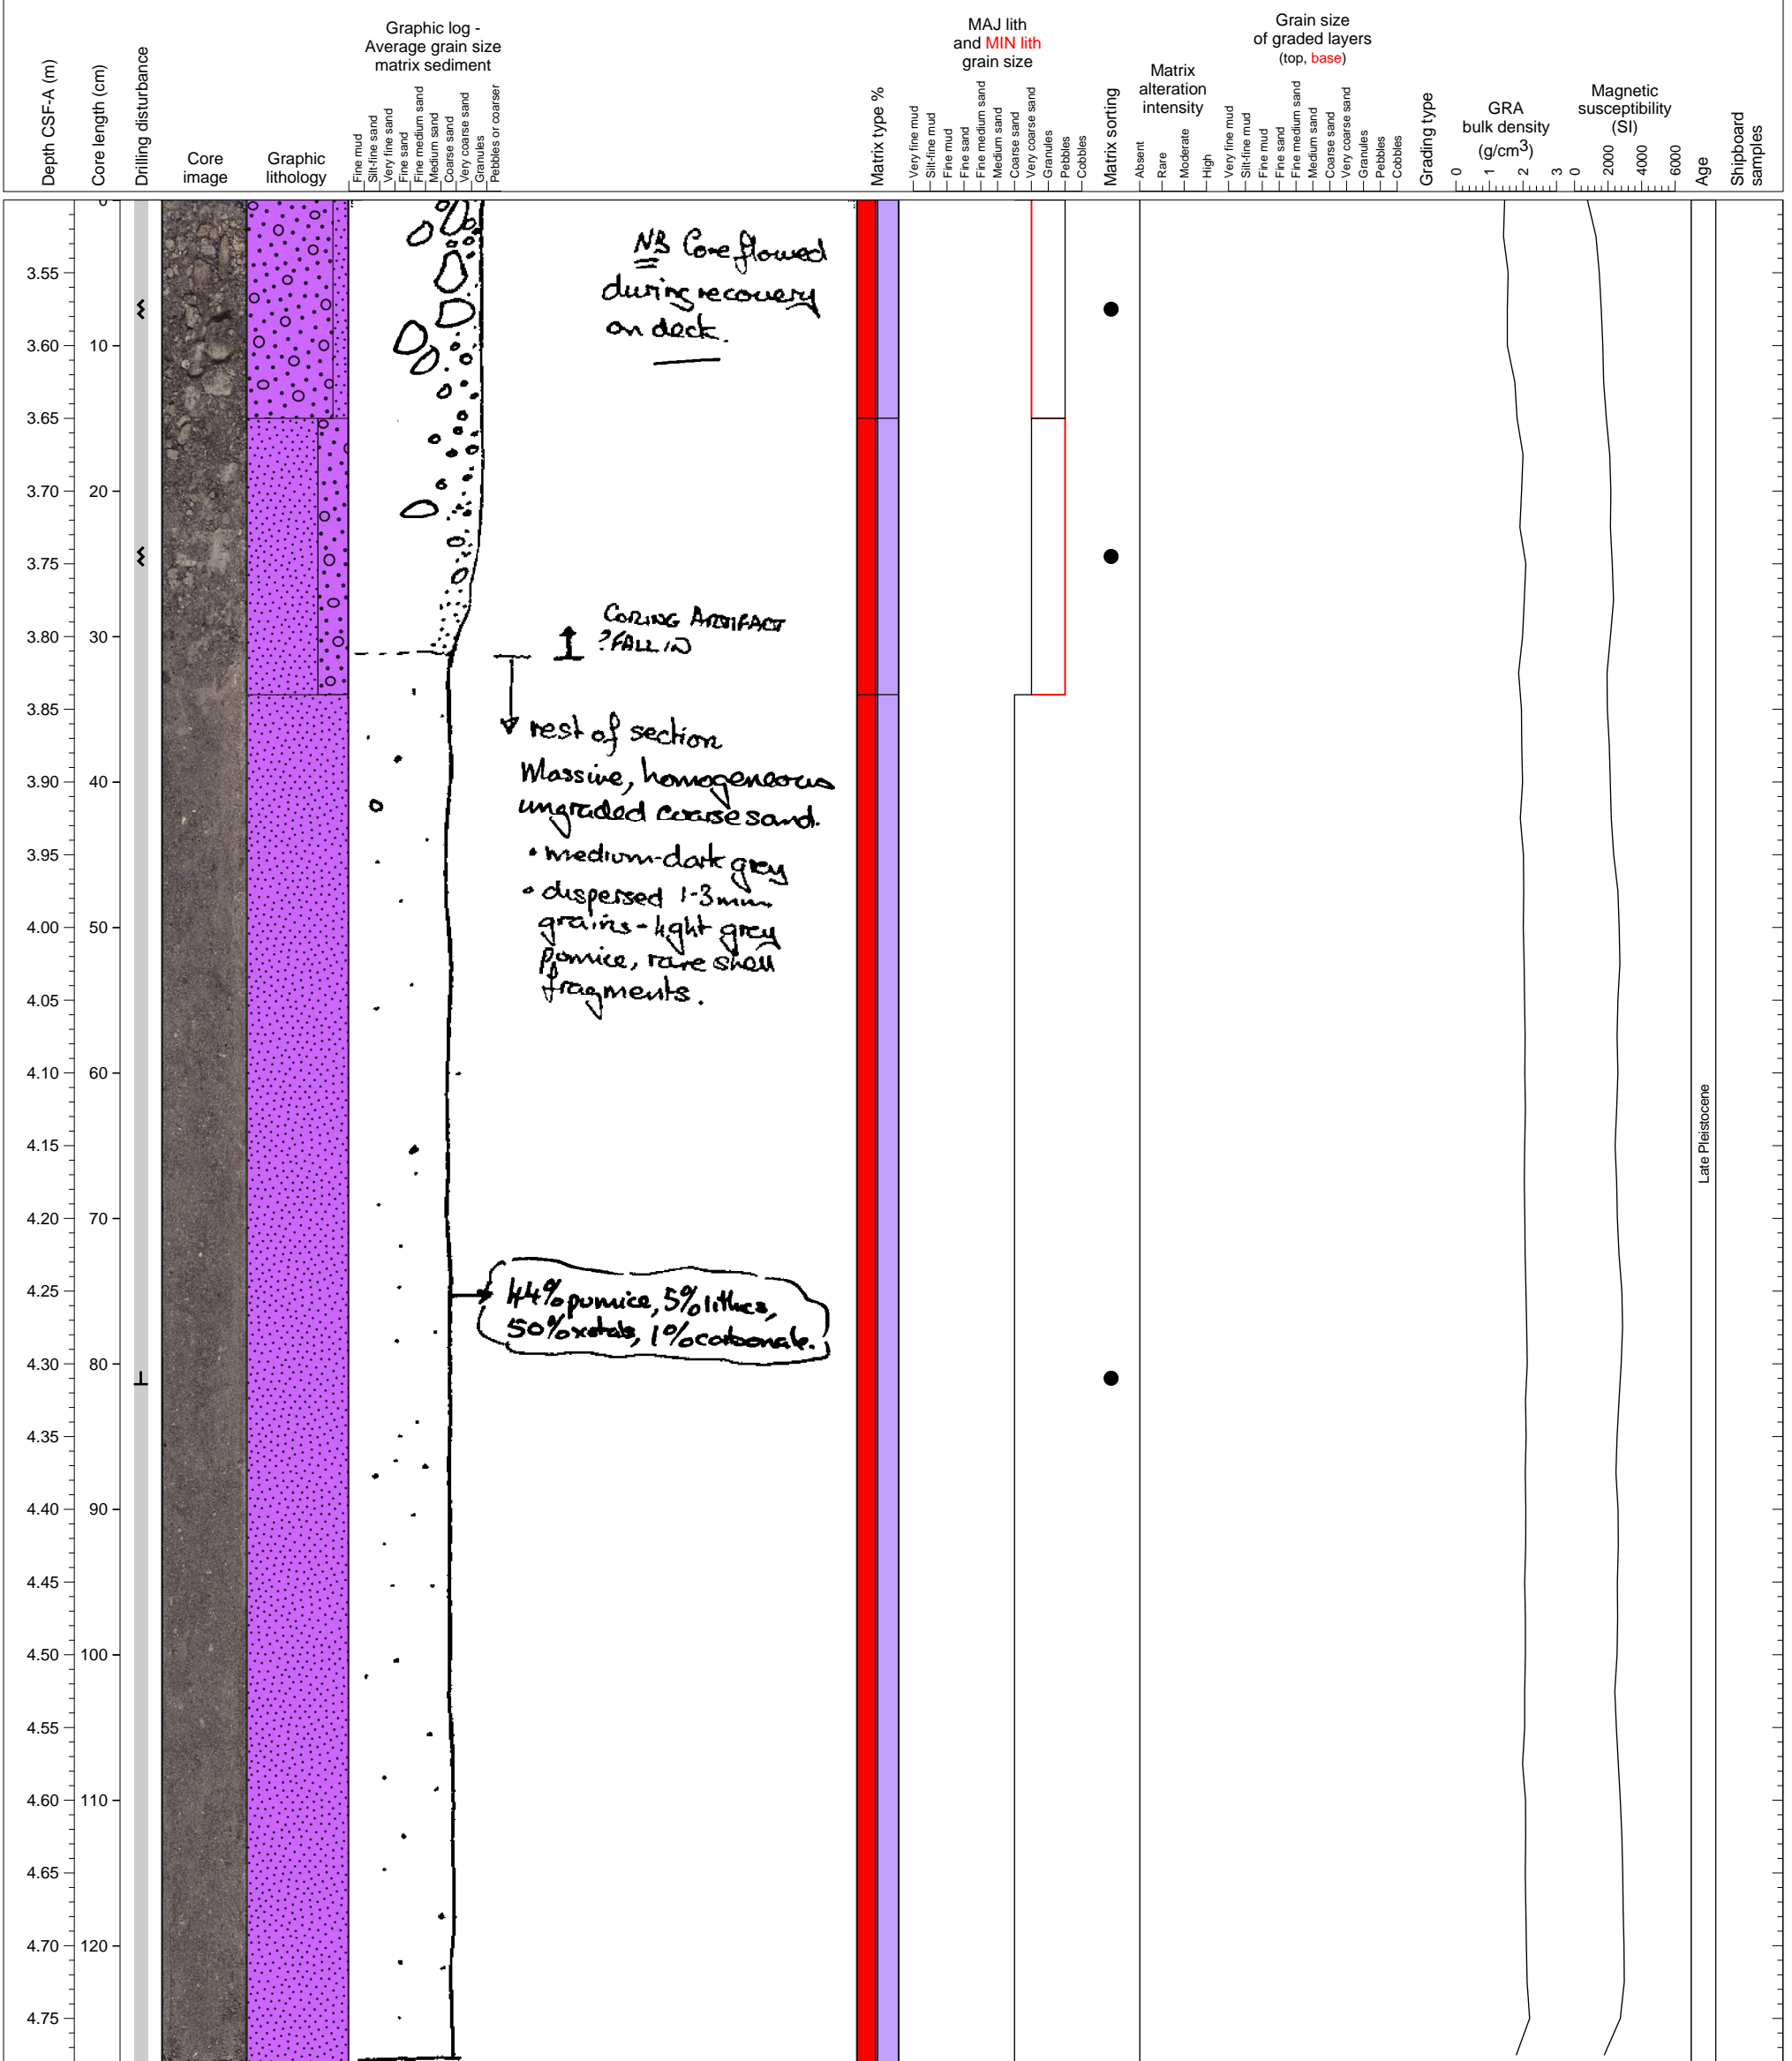 Depth CSF-A (m)
Core length (cm)
Drilling disturbance
Core
image
Graphic
lithology
Graphic log -
Average grain size
matrix sediment
Fine mud
Silt-fine sand
Very fine sand
Fine sand
Fine medium sand
Medium sand
Coarse sand
Very coarse sand
Granules
Pebbles or coarser
Matrix type %
MAJ lith
and MIN lith
grain size
Very fine mud
Silt-fine mud
Fine mud
Fine sand
Fine medium sand
Medium sand
Coarse sand
Very coarse sand
Granules
Pebbles
Cobbles
Matrix sorting
Matrix
alteration
intensity
Absent
Rare
Moderate
High
Grain size
of graded layers
(top, base)
Very fine mud
Silt-fine mud
Fine mud
Fine sand
Fine medium sand
Medium sand
Coarse sand
Very coarse sand
Granules
Pebbles
Cobbles
Grading type
GRA
bulk density
(g/cm3)
0 1 2 3
Magnetic
susceptibility
(SI)
0 2000 4000 6000
Age
Shipboard
samples
0
3.55
3.60 10
3.65
3.70 20
3.75
3.80 30
3.85
3.90 40
3.95
4.00 50
4.05
4.10 60
4.15
4.20 70
4.25
4.30 80
4.35
4.40 90
4.45
4.50 100
4.55
4.60 110
4.65
4.70 120
4.75
NB Core flowed
during recovery
on deck.
CORING ARTIFACT
?FALL IN
rest of section
Massive, homogeneous
ungraded coarse sand.
• medium-dark grey
• dispersed 1-3mm
grains - light grey
pumice, rare shell
fragments.
44% pumice, 5% lithics,
50% xstals, 1% carbonate.
Late Pleistocene